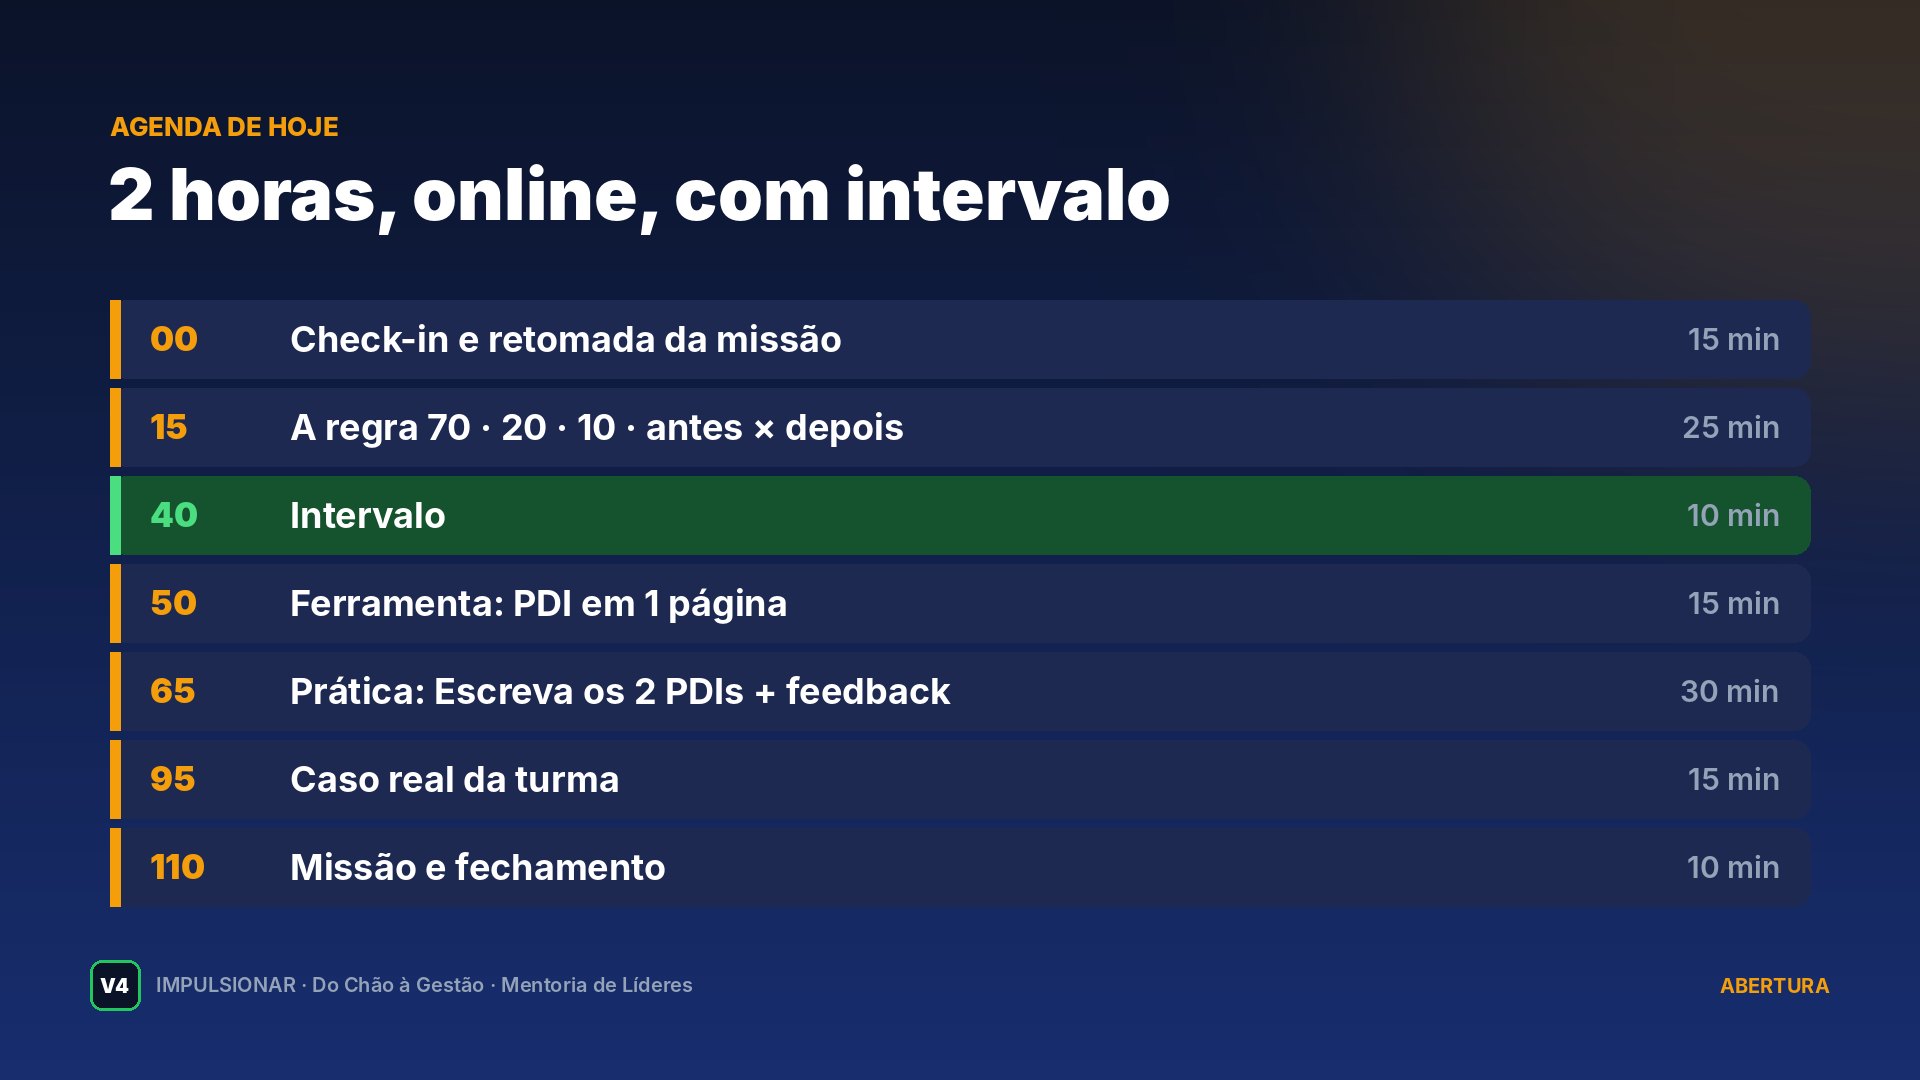 AGENDA DE HOJE
2 horas, online, com intervalo
00 Check-in e retomada da missão 15 min
15 A regra 70 · 20 · 10 · antes × depois 25 min
40 Intervalo 10 min
50 Ferramenta: PDI em 1 página 15 min
65 Prática: Escreva os 2 PDIs + feedback 30 min
95 Caso real da turma 15 min
110 Missão e fechamento 10 min
V4 IMPULSIONAR · Do Chão à Gestão · Mentoria de Líderes ABERTURA